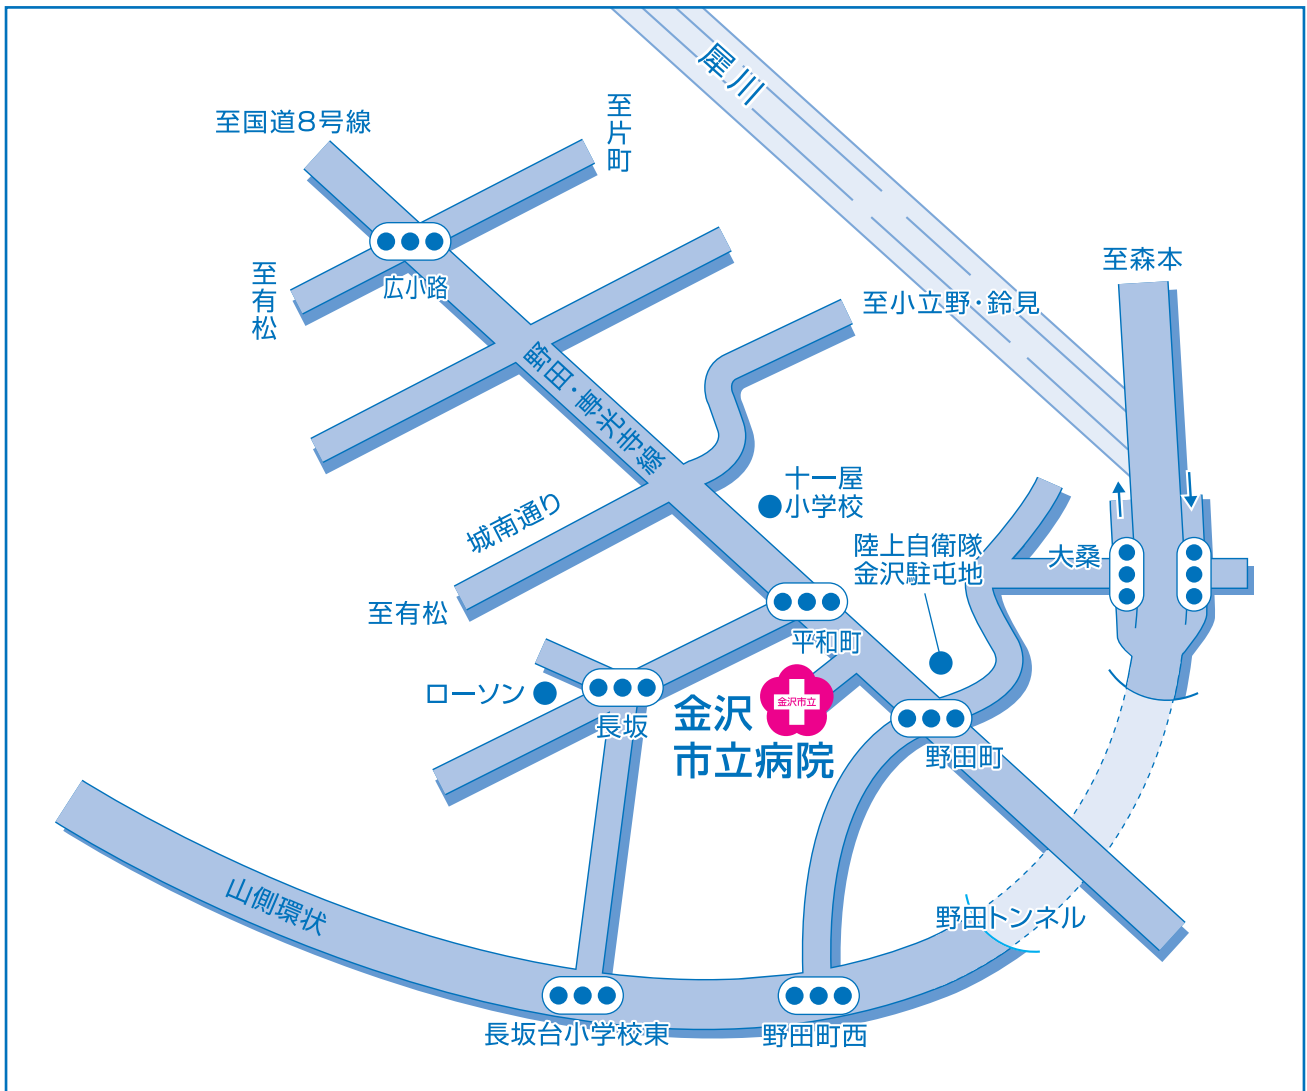 犀川
至片町
至国道8号線
至森本
至有松
広小路
至小立野・鈴見
野田・専光寺線
十一屋
小学校
城南通り
陸上自衛隊
金沢駐屯地
大桑
至有松
平和町
ローソン
長坂
金沢市立
金沢
市立病院
野田町
山側環状
野田トンネル
長坂台小学校東
野田町西